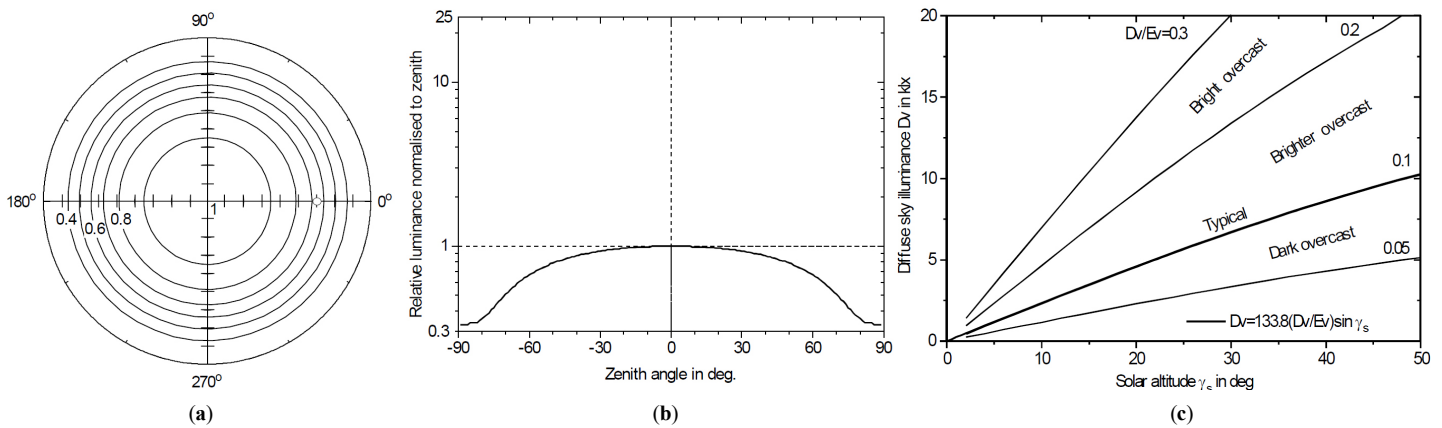 90°
180°
0.4
0.6
0.8
1
0°
270°
(a)
Relative luminance normalised to zenith
25
10
1
0.3
-90
-60
-30
0
30
60
90
Zenith angle in deg.
(b)
Diffuse sky illuminance Dv in klx
20
15
10
5
0
Dv/Ev=0.3
0.2
Bright overcast
Brighter overcast
0.1
Typical
Dark overcast
0.05
Dv=133.8(Dv/Ev)sin γs
0
10
20
30
40
50
Solar altitude γs in deg
(c)